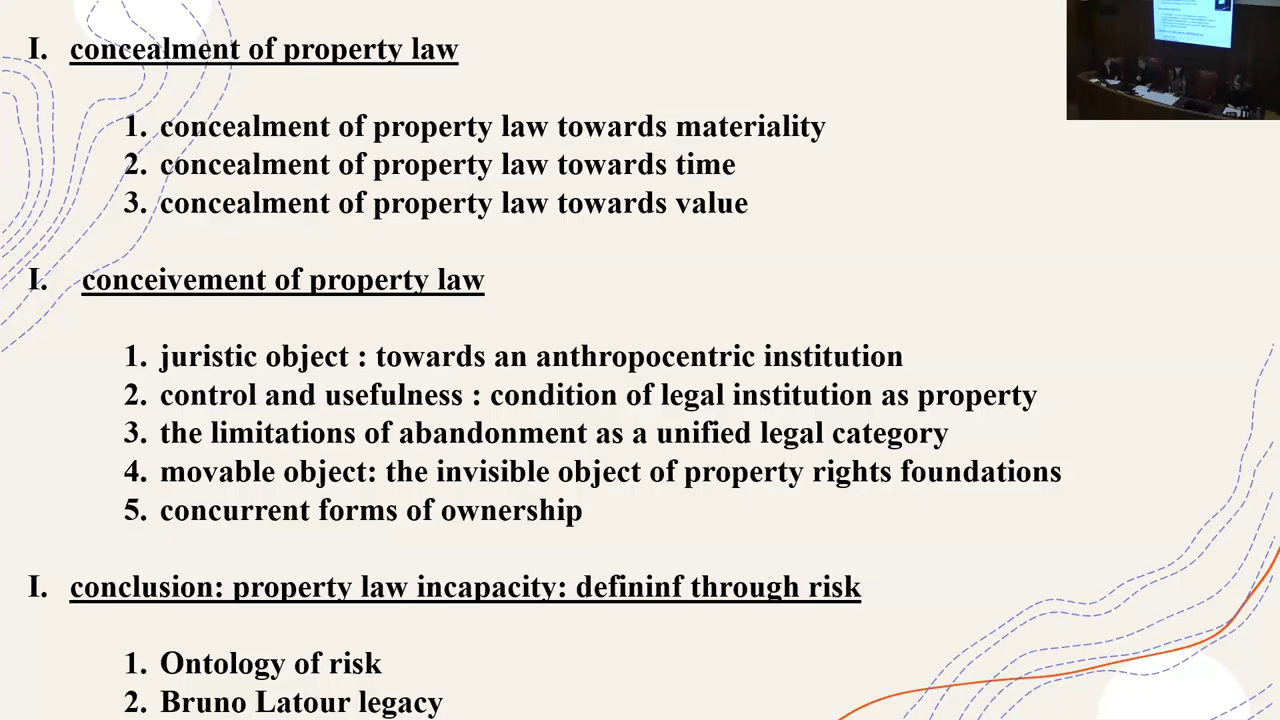 I. concealment of property law
1. concealment of property law towards materiality
2. concealment of property law towards time
3. concealment of property law towards value
I. conceivement of property law
1. juristic object : towards an anthropocentric institution
2. control and usefulness : condition of legal institution as property
3. the limitations of abandonment as a unified legal category
4. movable object: the invisible object of property rights foundations
5. concurrent forms of ownership
I. conclusion: property law incapacity: defininf through risk
1. Ontology of risk
2. Bruno Latour legacy